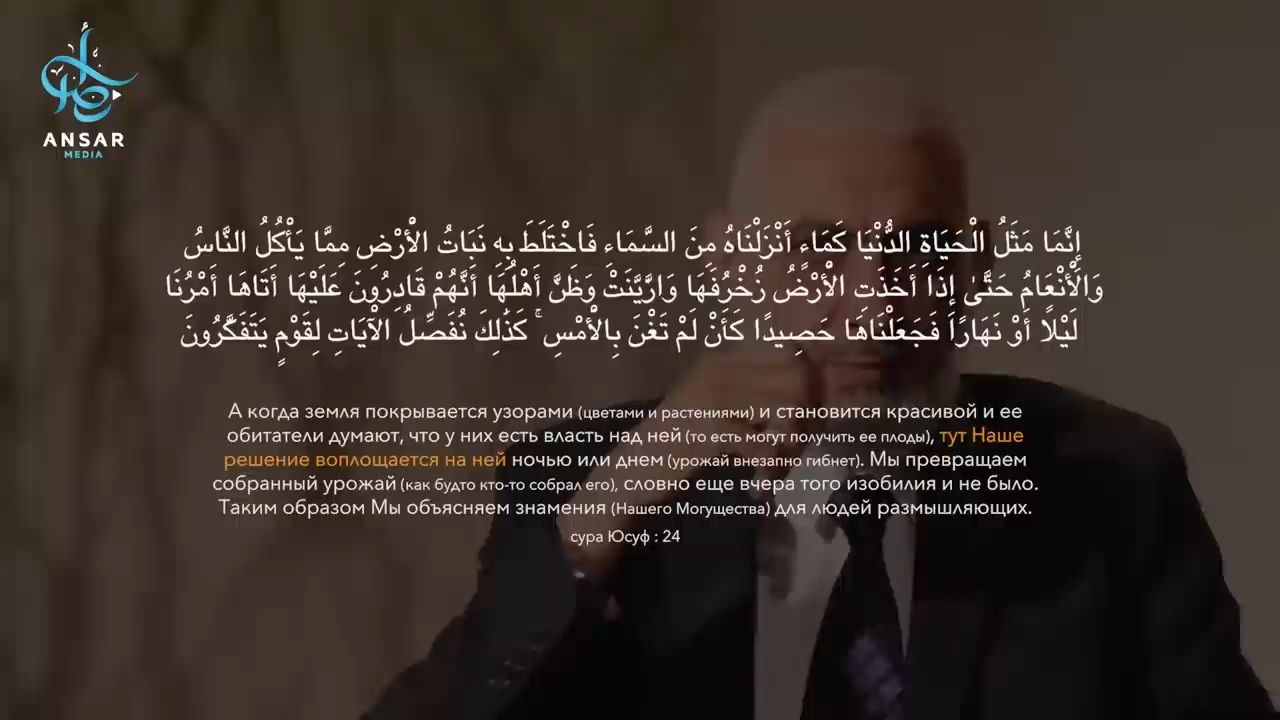 ANSAR
MEDIA
إِنَّمَا مَثَلُ الْحَيَاةِ الدُّنْيَا كَمَاءٍ أَنْزَلْنَاهُ مِنَ السَّمَاءِ فَاخْتَلَطَ بِهِ نَبَاتُ الْأَرْضِ مِمَّا يَأْكُلُ النَّاسُ
وَالْأَنْعَامُ حَتَّىٰ إِذَا أَخَذَتِ الْأَرْضُ زُخْرُفَهَا وَازَّيَّنَتْ وَظَنَّ أَهْلُهَا أَنَّهُمْ قَادِرُونَ عَلَيْهَا أَتَاهَا أَمْرُنَا
لَيْلًا أَوْ نَهَارًا فَجَعَلْنَاهَا حَصِيدًا كَأَنْ لَمْ تَغْنَ بِالْأَمْسِ ۚ كَذَٰلِكَ نُفَصِّلُ الْآيَاتِ لِقَوْمٍ يَتَفَكَّرُونَ
А когда земля покрывается узорами (цветами и растениями) и становится красивой и ее
обитатели думают, что у них есть власть над ней (то есть могут получить ее плоды), тут Наше
решение воплощается на ней ночью или днем (урожай внезапно гибнет). Мы превращаем
собранный урожай (как будто кто-то собрал его), словно еще вчера того изобилия и не было.
Таким образом Мы объясняем знамения (Нашего Могущества) для людей размышляющих.
сура Юсуф : 24